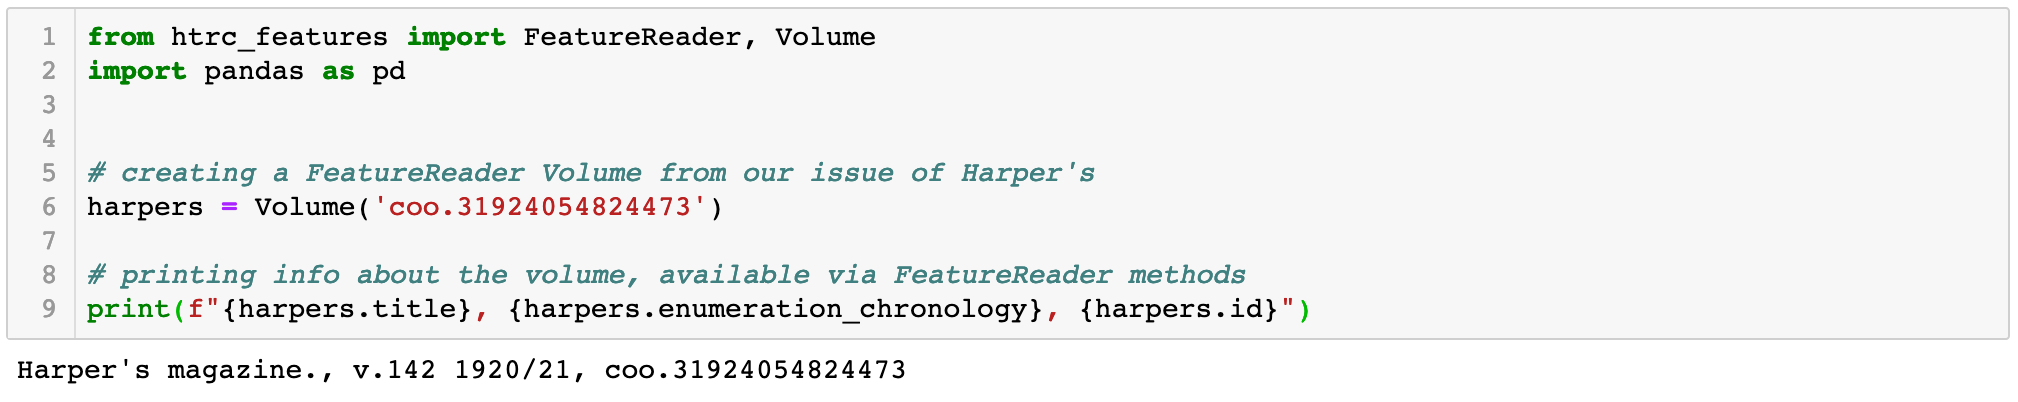 1 from htrc_features import FeatureReader, Volume
2 import pandas as pd
3
4
5 # creating a FeatureReader Volume from our issue of Harper's
6 harpers = Volume('coo.31924054824473')
7
8 # printing info about the volume, available via FeatureReader methods
9 print(f"{harpers.title}, {harpers.enumeration_chronology}, {harpers.id}")
Harper's magazine., v.142 1920/21, coo.31924054824473